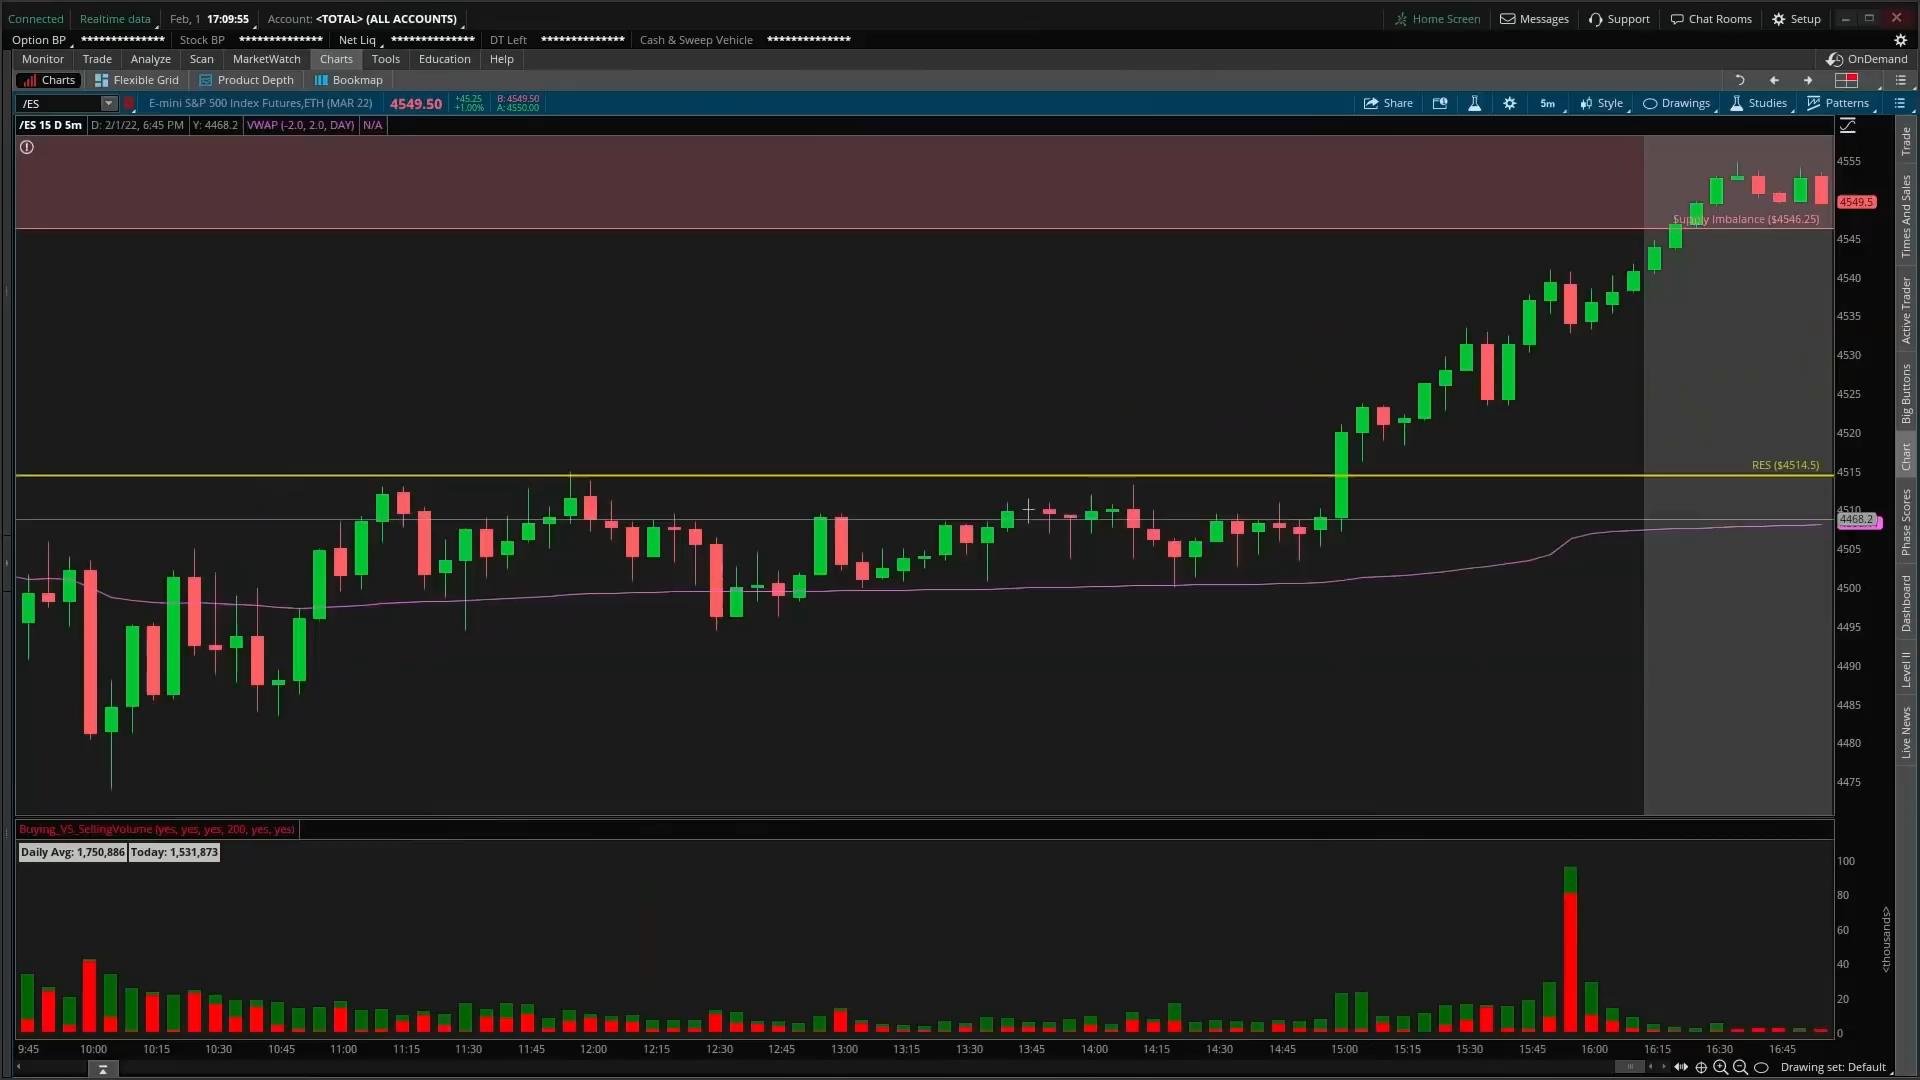 Connected Realtime data Feb, 1 17:09:55 Account: <TOTAL> (ALL ACCOUNTS) Home Screen Messages Support Chat Rooms Setup
Option BP ************** Stock BP ************** Net Liq ************** DT Left ************** Cash & Sweep Vehicle **************
Monitor Trade Analyze Scan MarketWatch Charts Tools Education Help OnDemand
Charts Flexible Grid Product Depth Bookmap
/ES E-mini S&P 500 Index Futures,ETH (MAR 22) 4549.50 +45.25 +1.00% B: 4549.50 A: 4550.00 Share 5m Style Drawings Studies Patterns
/ES 15 D 5m D: 2/1/22, 6:45 PM Y: 4468.2 VWAP (-2.0, 2.0, DAY) N/A
4555
4549.5
Supply Imbalance ($4546.25)
4545
4540
4535
4530
4525
4520
RES ($4514.5)
4515
4510
4468.2
4505
4500
4495
4490
4485
4480
4475
Trade
Times And Sales
Active Trader
Big Buttons
Chart
Phase Scores
Dashboard
Level II
Live News
Buying_VS_SellingVolume (yes, yes, yes, 200, yes, yes)
Daily Avg: 1,750,886 Today: 1,531,873
100
80
60
40
20
0
<thousands>
9:45 10:00 10:15 10:30 10:45 11:00 11:15 11:30 11:45 12:00 12:15 12:30 12:45 13:00 13:15 13:30 13:45 14:00 14:15 14:30 14:45 15:00 15:15 15:30 15:45 16:00 16:15 16:30 16:45
Drawing set: Default